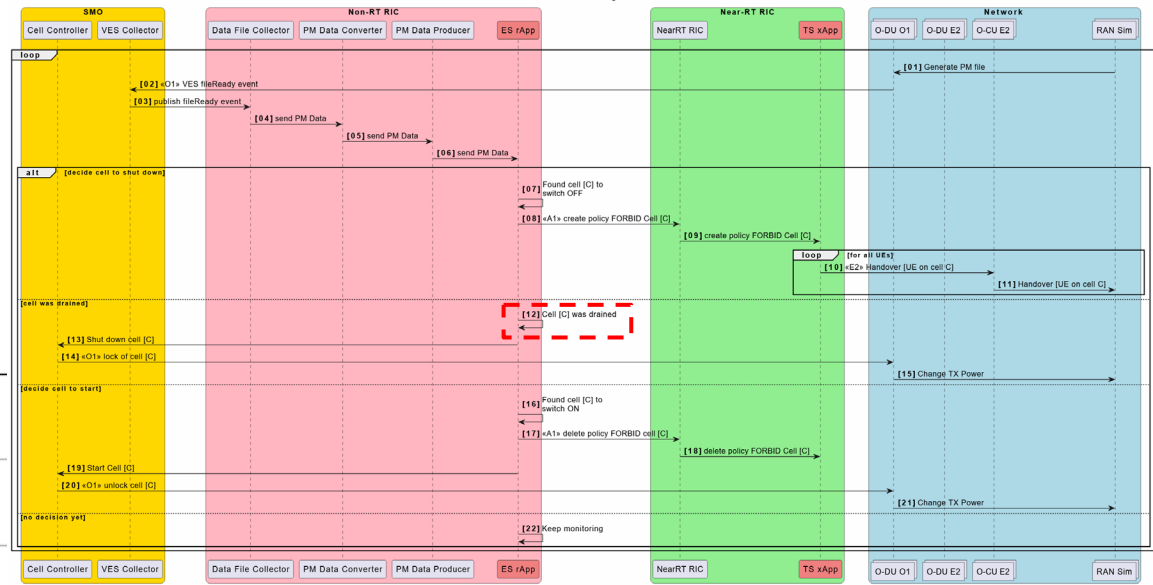 SMO
Non-RT RIC
Near-RT RIC
Network
Cell Controller
VES Collector
Data File Collector
PM Data Converter
PM Data Producer
ES rApp
NearRT RIC
TS xApp
O-DU O1
O-DU E2
O-CU E2
RAN Sim
loop
[01] Generate PM file
[02] «O1» VES fileReady event
[03] publish fileReady event
[04] send PM Data
[05] send PM Data
[06] send PM Data
alt
[decide cell to shut down]
[07] Found cell [C] to
switch OFF
[08] «A1» create policy FORBID Cell [C]
[09] create policy FORBID Cell [C]
loop
[for all UEs]
[10] «E2» Handover [UE on cell C]
[11] Handover [UE on cell C]
[cell was drained]
[12] Cell [C] was drained
[13] Shut down cell [C]
[14] «O1» lock of cell [C]
[15] Change TX Power
[decide cell to start]
[16] Found cell [C] to
switch ON
[17] «A1» delete policy FORBID cell [C]
[18] delete policy FORBID Cell [C]
[19] Start Cell [C]
[20] «O1» unlock cell [C]
[21] Change TX Power
[no decision yet]
[22] Keep monitoring
Cell Controller
VES Collector
Data File Collector
PM Data Converter
PM Data Producer
ES rApp
NearRT RIC
TS xApp
O-DU O1
O-DU E2
O-CU E2
RAN Sim